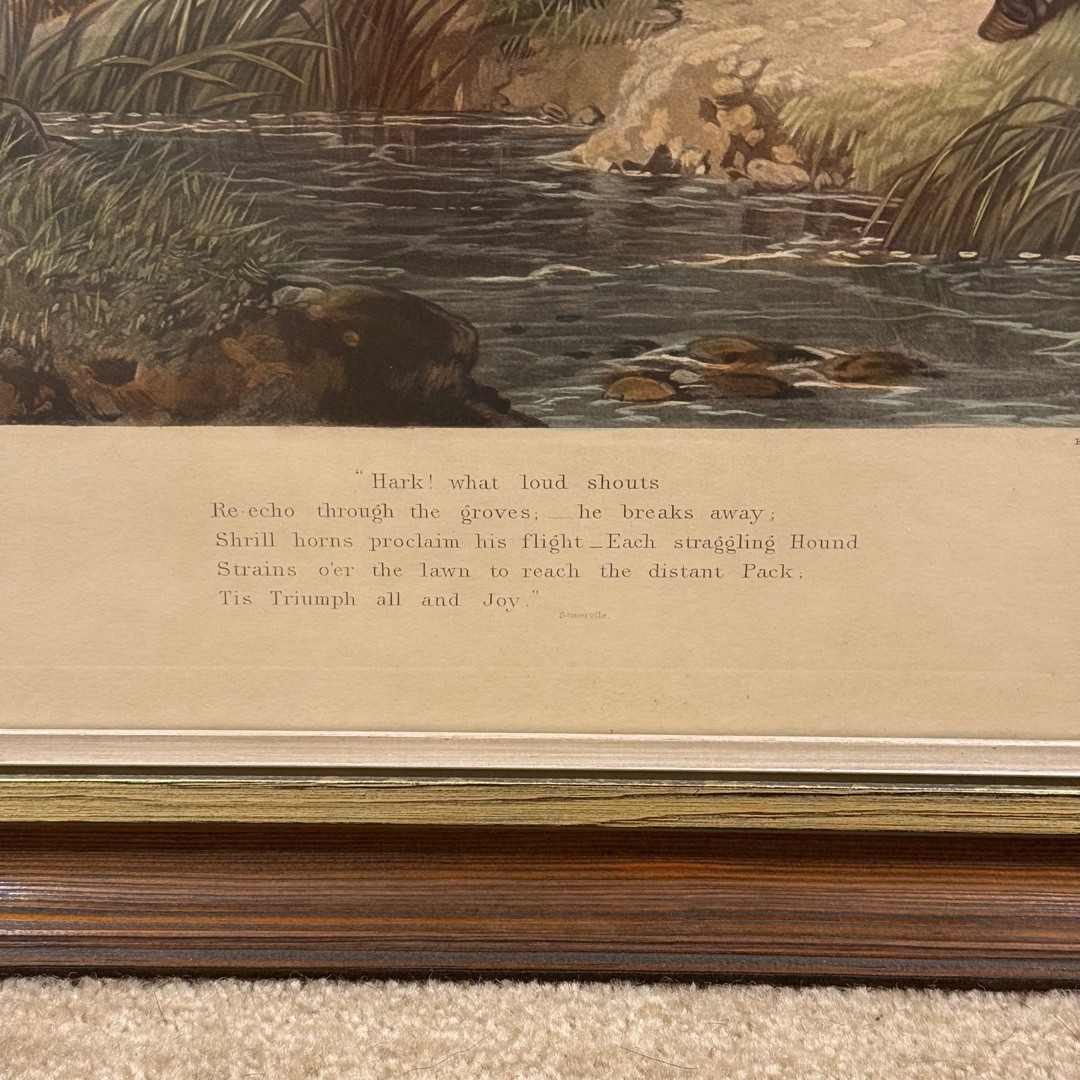 “Hark! what loud shouts
Re-echo through the groves; __ he breaks away;
Shrill horns proclaim his flight _ Each straggling Hound
Strains o'er the lawn to reach the distant Pack;
Tis Triumph all and Joy.”
Somervile.